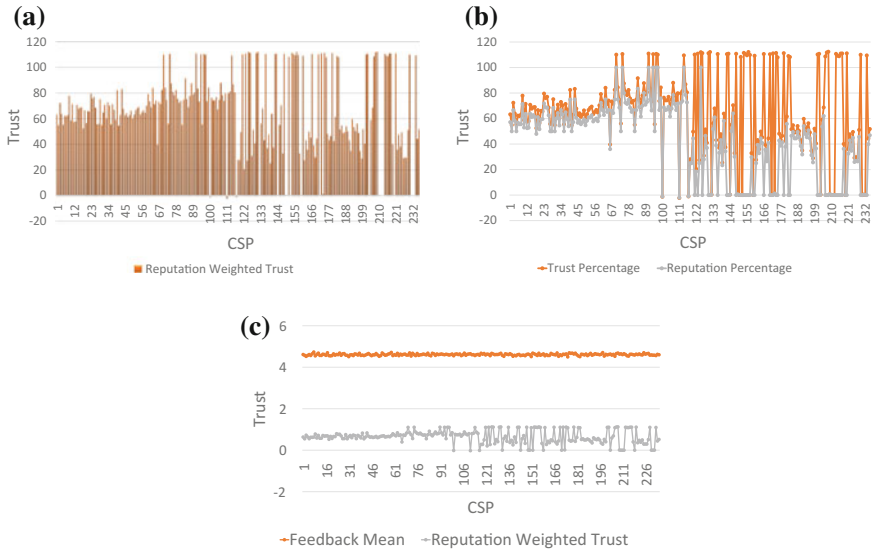 (a)
120
100
80
60
40
20
0
-20
Trust
1 12 23 34 45 56 67 78 89 100 111 122 133 144 155 166 177 188 199 210 221 232
CSP
Reputation Weighted Trust
(b)
120
100
80
60
40
20
0
-20
Trust
1 12 23 34 45 56 67 78 89 100 111 122 133 144 155 166 177 188 199 210 221 232
CSP
Trust Percentage Reputation Percentage
(c)
6
4
2
0
-2
Trust
1 16 31 46 61 76 91 106 121 136 151 166 181 196 211 226
CSP
Feedback Mean Reputation Weighted Trust